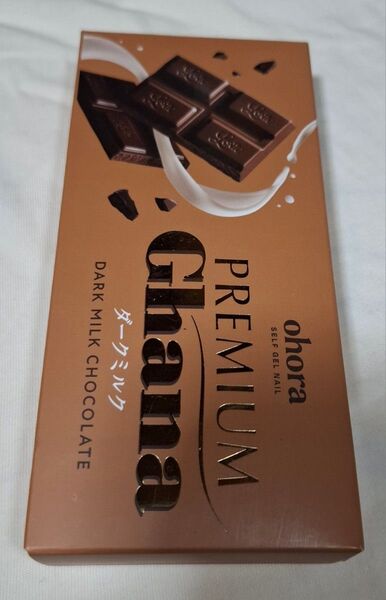 ohora
SELF GEL NAIL
PREMIUM
Ghana
ダークミルク
DARK MILK CHOCOLATE